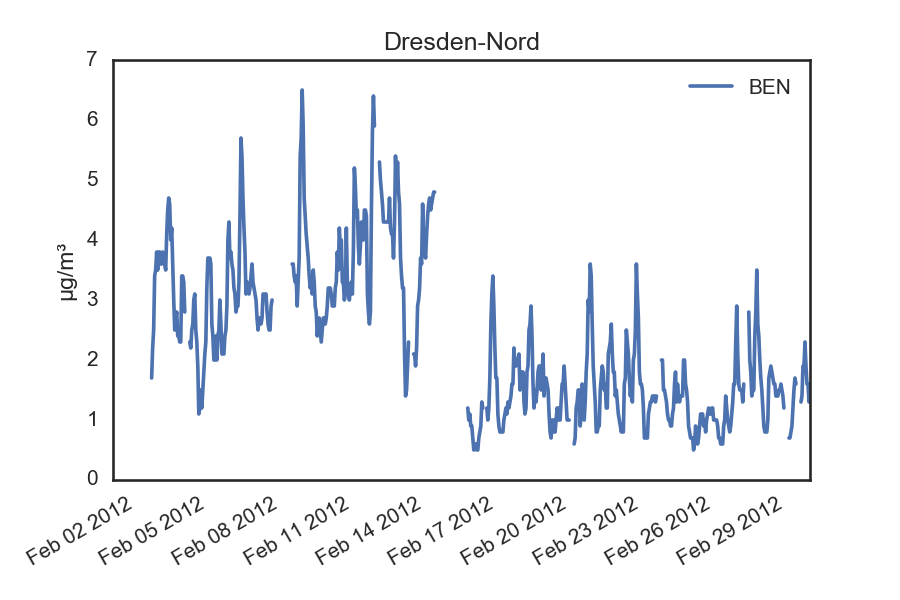 Dresden-Nord
7
6
5
4
3
2
1
0
µg/m³
BEN
Feb 02 2012
Feb 05 2012
Feb 08 2012
Feb 11 2012
Feb 14 2012
Feb 17 2012
Feb 20 2012
Feb 23 2012
Feb 26 2012
Feb 29 2012